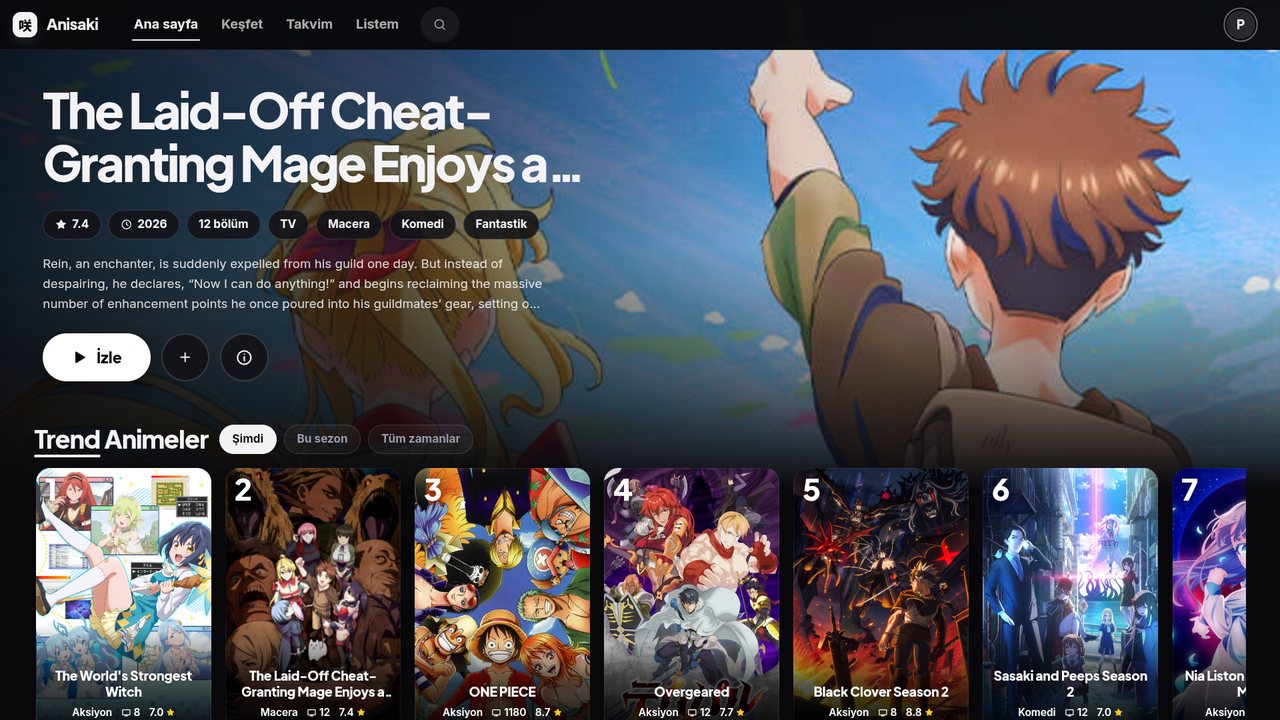 咲 Anisaki
Ana sayfa Keşfet Takvim Listem
P
The Laid-Off Cheat-
Granting Mage Enjoys a...
7.4 2026 12 bölüm TV Macera Komedi Fantastik
Rein, an enchanter, is suddenly expelled from his guild one day. But instead of
despairing, he declares, “Now I can do anything!” and begins reclaiming the massive
number of enhancement points he once poured into his guildmates' gear, setting o...
İzle
Trend Animeler Şimdi Bu sezon Tüm zamanlar
1 2 3 4 5 6 7
The World's Strongest
Witch
Aksiyon 8 7.0
The Laid-Off Cheat-
Granting Mage Enjoys a...
Macera 12 7.4
ONE PIECE
Aksiyon 1180 8.7
Overgeared
Aksiyon 12 7.7
Black Clover Season 2
Aksiyon 8 8.8
Sasaki and Peeps Season
2
Komedi 12 7.0
Nia Liston
Aksiyon